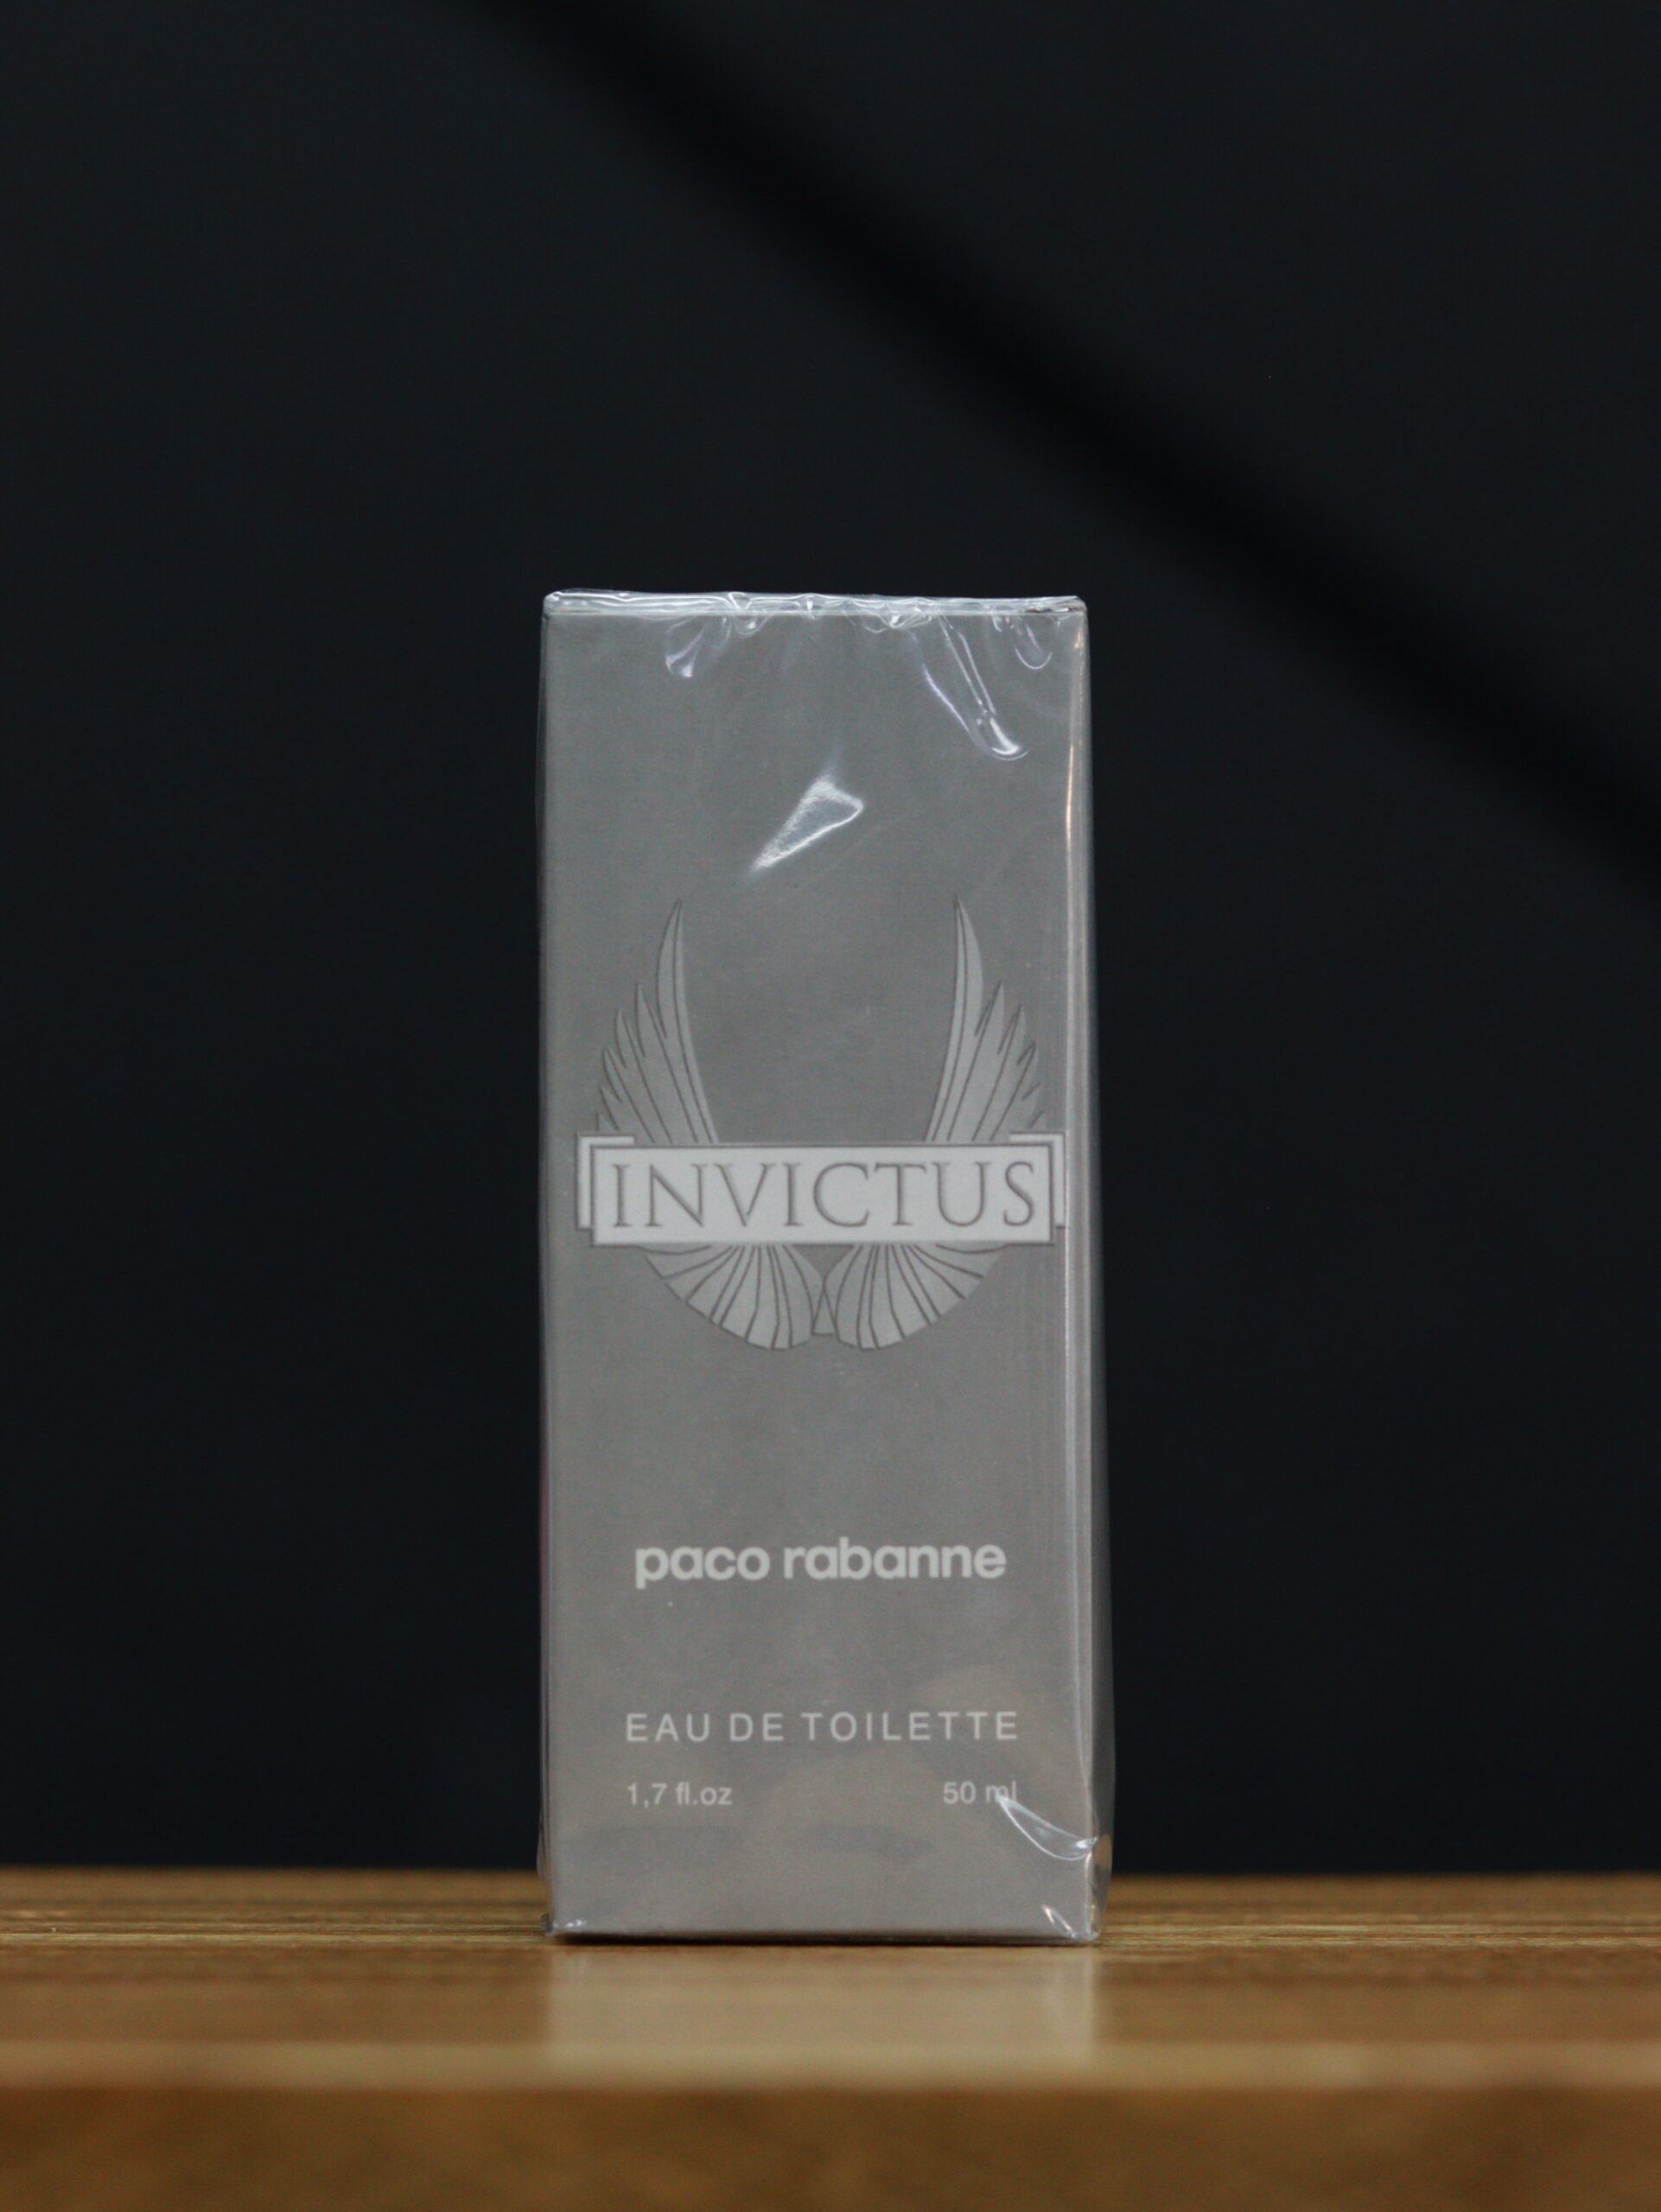 INVICTUS
paco rabanne
EAU DE TOILETTE
1,7 fl.oz 50 ml